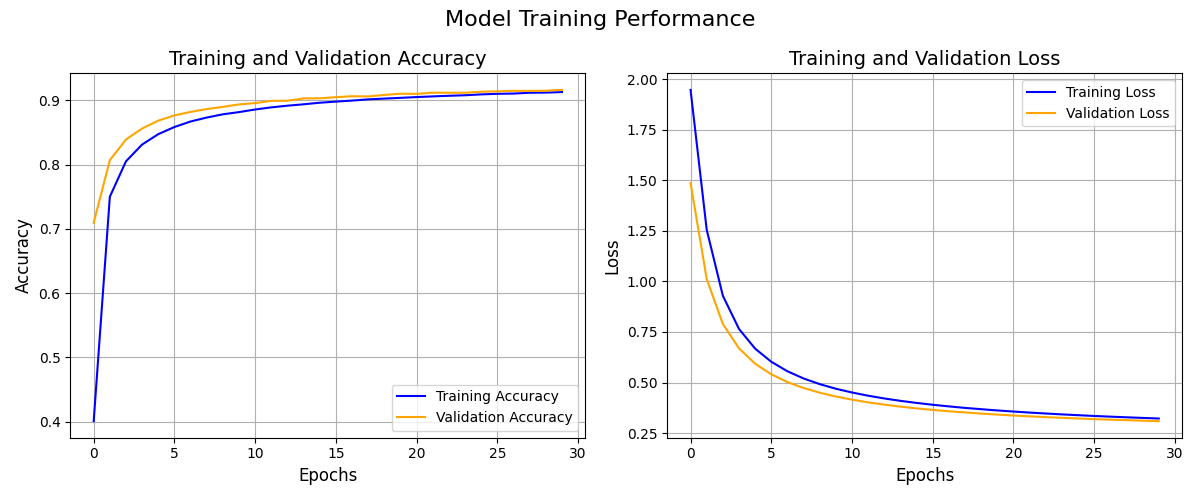 Model Training Performance
Training and Validation Accuracy
Accuracy
0.9
0.8
0.7
0.6
0.5
0.4
Training Accuracy
Validation Accuracy
0 5 10 15 20 25 30
Epochs
Training and Validation Loss
Loss
2.00
1.75
1.50
1.25
1.00
0.75
0.50
0.25
Training Loss
Validation Loss
0 5 10 15 20 25 30
Epochs